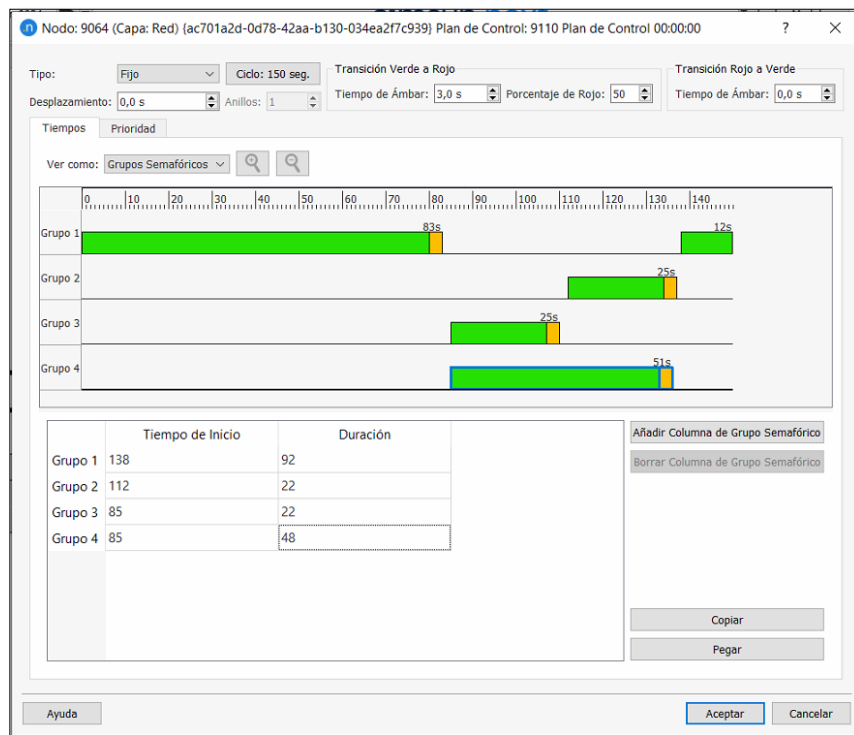 .n Nodo: 9064 (Capa: Red) {ac701a2d-0d78-42aa-b130-034ea2f7c939} Plan de Control: 9110 Plan de Control 00:00:00 ? ×
Tipo: Fijo Ciclo: 150 seg.
Transición Verde a Rojo
Transición Rojo a Verde
Desplazamiento: 0,0 s Anillos: 1
Tiempo de Ámbar: 3,0 s Porcentaje de Rojo: 50
Tiempo de Ámbar: 0,0 s
Tiempos Prioridad
Ver como: Grupos Semafóricos
0 10 20 30 40 50 60 70 80 90 100 110 120 130 140
Grupo 1 83s 12s
Grupo 2 25s
Grupo 3 25s
Grupo 4 51s
Tiempo de Inicio Duración
Grupo 1 138 92
Grupo 2 112 22
Grupo 3 85 22
Grupo 4 85 48
Añadir Columna de Grupo Semafórico
Borrar Columna de Grupo Semafórico
Copiar
Pegar
Ayuda Aceptar Cancelar